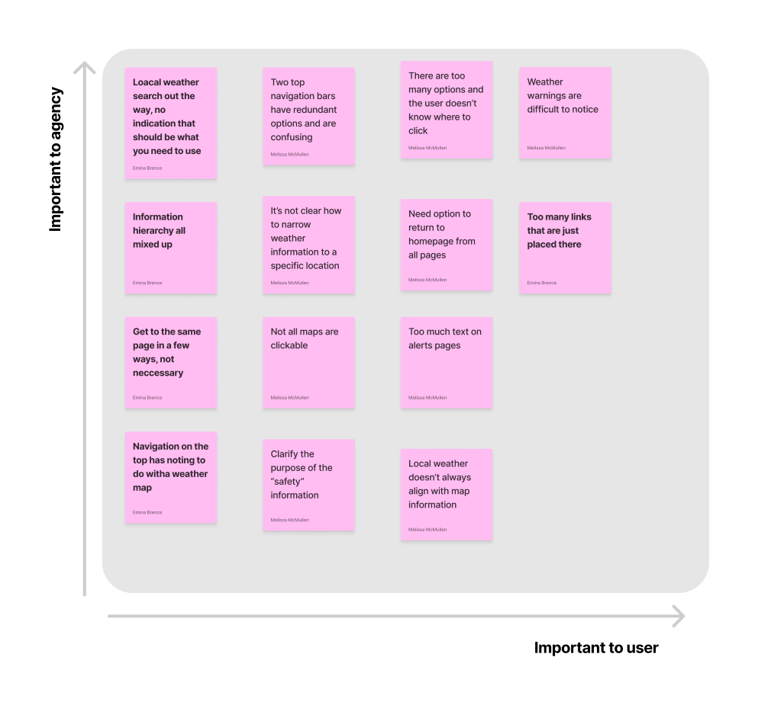 Important to agency
Loacal weather
search out the
way, no
indication that
should be what
you need to use
Emina Brence
Two top
navigation bars
have redundant
options and are
confusing
Melissa McMullen
There are too
many options and
the user doesn't
know where to
click
Melissa McMullen
Weather
warnings are
difficult to notice
Melissa McMullen
Information
hierarchy all
mixed up
Emina Brence
It's not clear how
to narrow
weather
information to a
specific location
Melissa McMullen
Need option to
return to
homepage from
all pages
Melissa McMullen
Too many links
that are just
placed there
Emina Brence
Get to the same
page in a few
ways, not
neccessary
Emina Brence
Not all maps are
clickable
Melissa McMullen
Too much text on
alerts pages
Melissa McMullen
Navigation on the
top has noting to
do witha weather
map
Emina Brence
Clarify the
purpose of the
"safety"
information
Melissa McMullen
Local weather
doesn't always
align with map
information
Melissa McMullen
Important to user